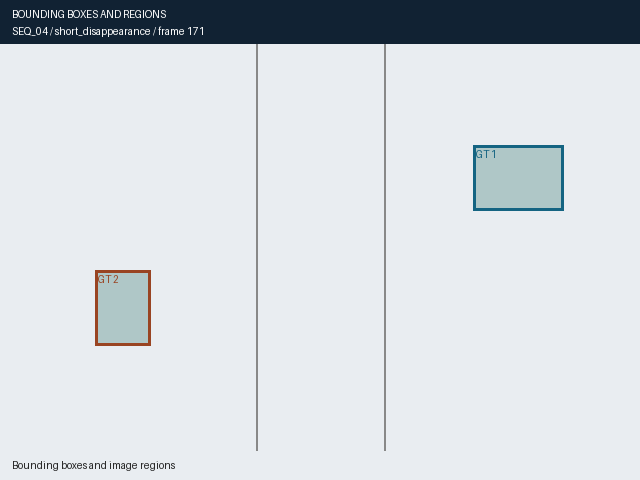 BOUNDING BOXES AND REGIONS
SEQ_04 / short_disappearance / frame 171
GT1
GT2
Bounding boxes and image regions